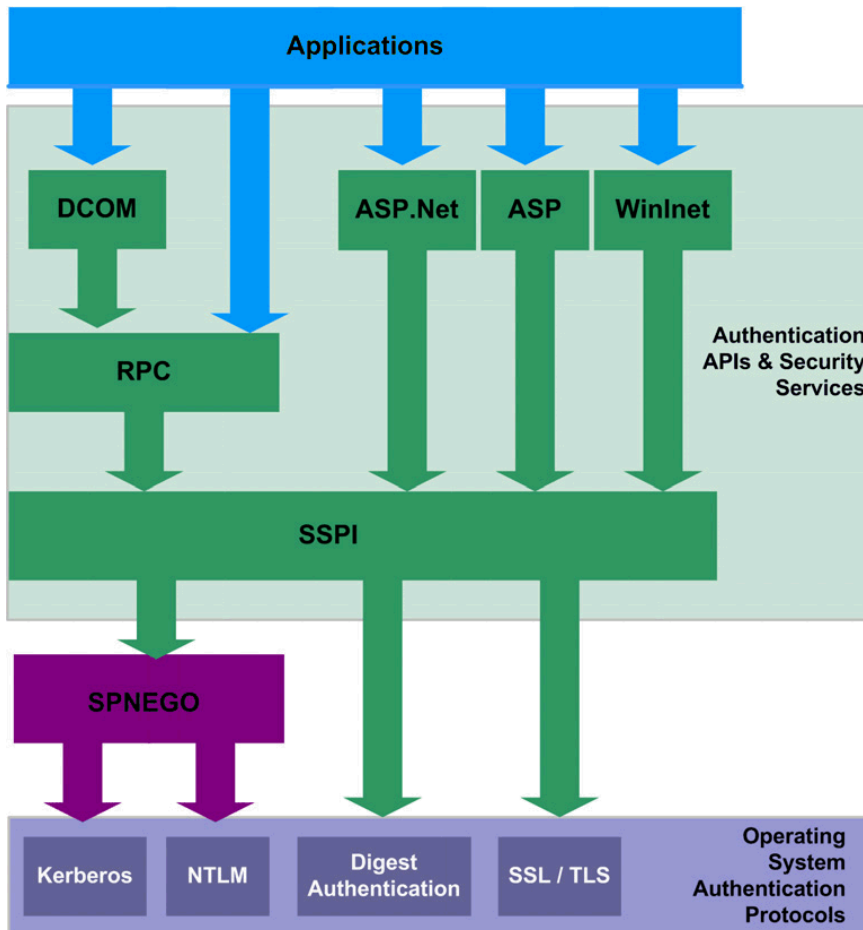 Applications
DCOM
ASP.Net
ASP
WinInet
Authentication
APIs & Security
Services
RPC
SSPI
SPNEGO
Kerberos
NTLM
Digest
Authentication
SSL / TLS
Operating
System
Authentication
Protocols